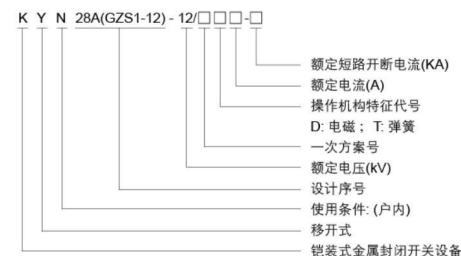 K Y N 28A(GZS1-12) - 12/□□□-□
额定短路开断电流(KA)
额定电流(A)
操作机构特征代号
D: 电磁； T: 弹簧
一次方案号
额定电压(kV)
设计序号
使用条件: (户内)
移开式
铠装式金属封闭开关设备